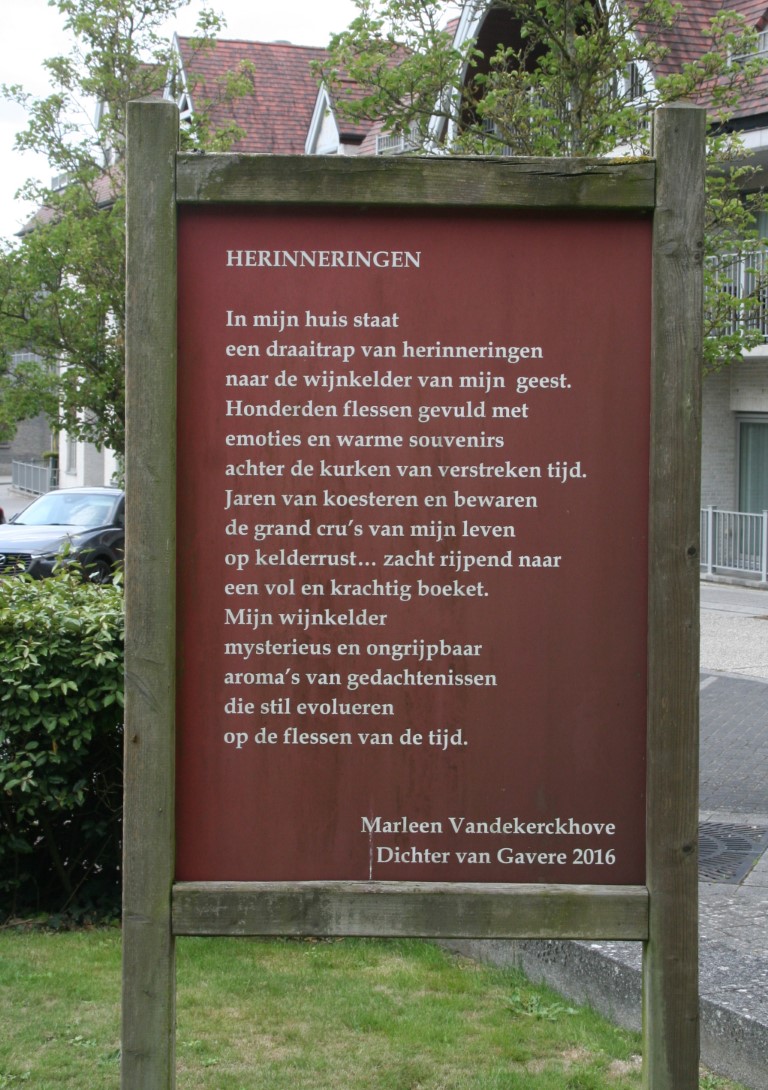 HERINNERINGEN
In mijn huis staat
een draaitrap van herinneringen
naar de wijnkelder van mijn  geest.
Honderden flessen gevuld met
emoties en warme souvenirs
achter de kurken van verstreken tijd.
Jaren van koesteren en bewaren
de grand cru’s van mijn leven
op kelderrust… zacht rijpend naar
een vol en krachtig boeket.
Mijn wijnkelder
mysterieus en ongrijpbaar
aroma’s van gedachtenissen
die stil evolueren
op de flessen van de tijd.
Marleen Vandekerckhove
Dichter van Gavere 2016